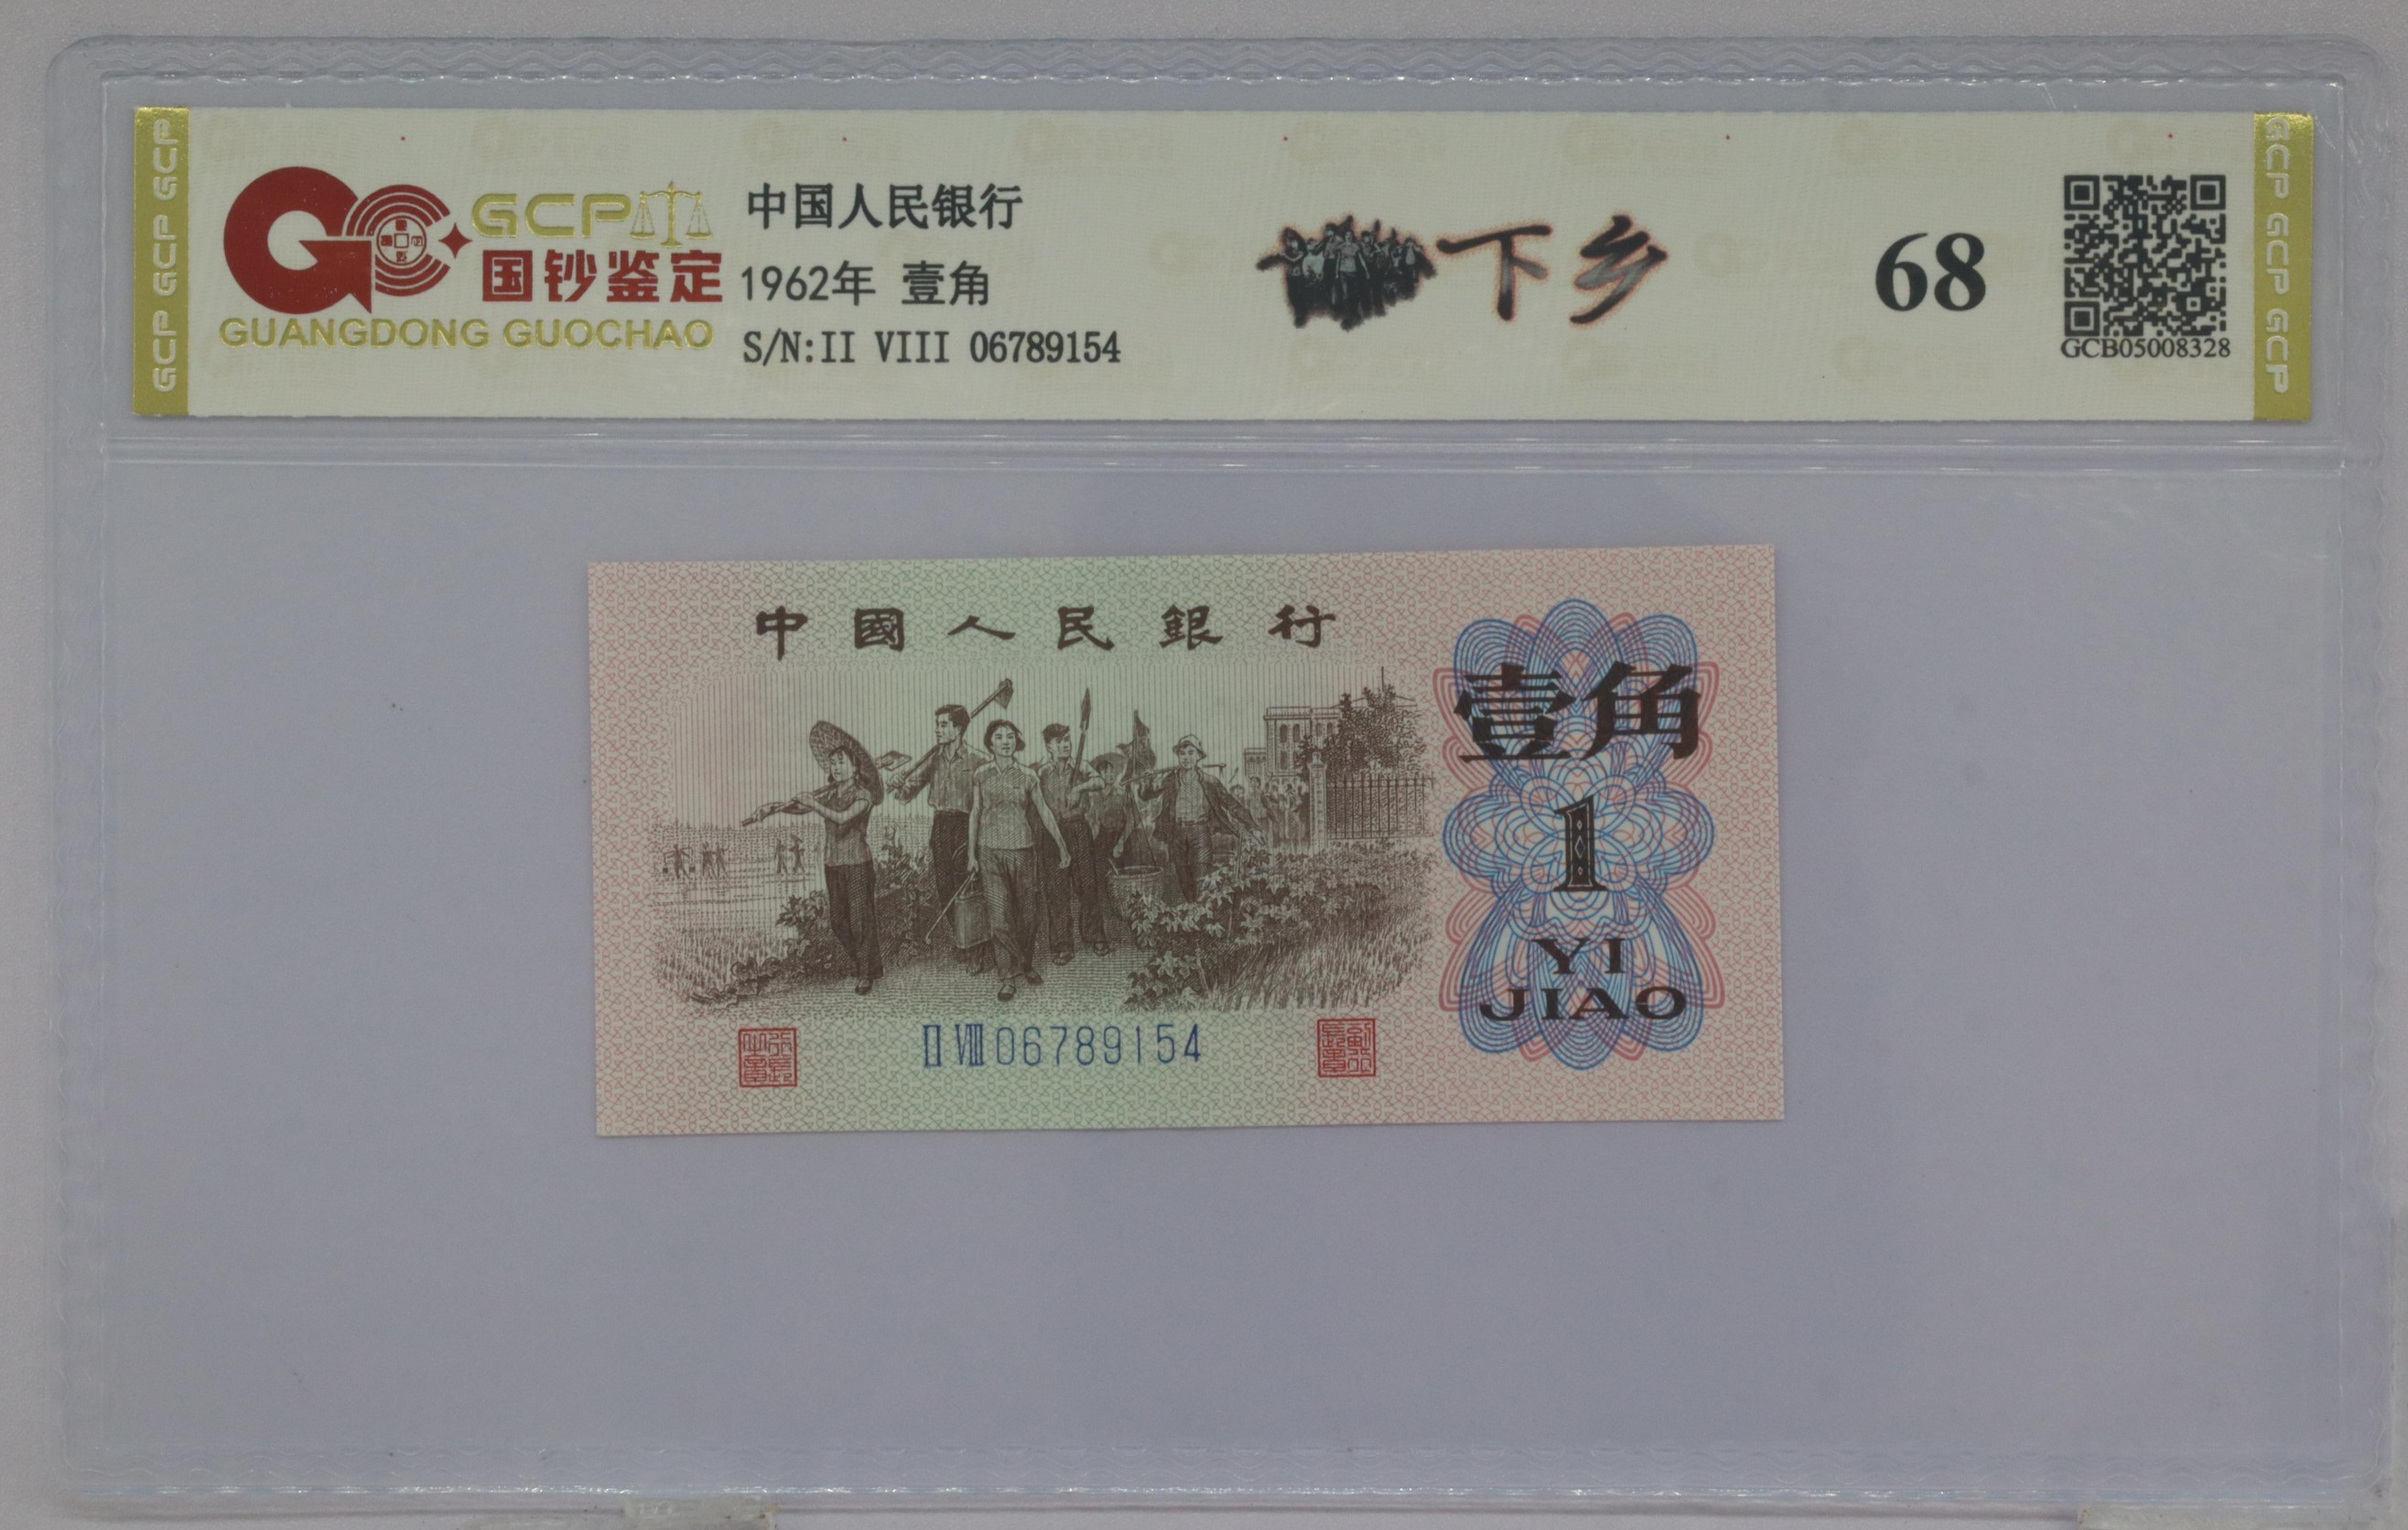 GCP GCP GCP
GCP
国钞鉴定
GUANGDONG GUOCHAO
中国人民银行
1962年 壹角
S/N:II VIII 06789154
下乡
68
GCB05008328
GCP GCP GCP
中國人民銀行
壹角
1
YI
JIAO
II VIII 06789154